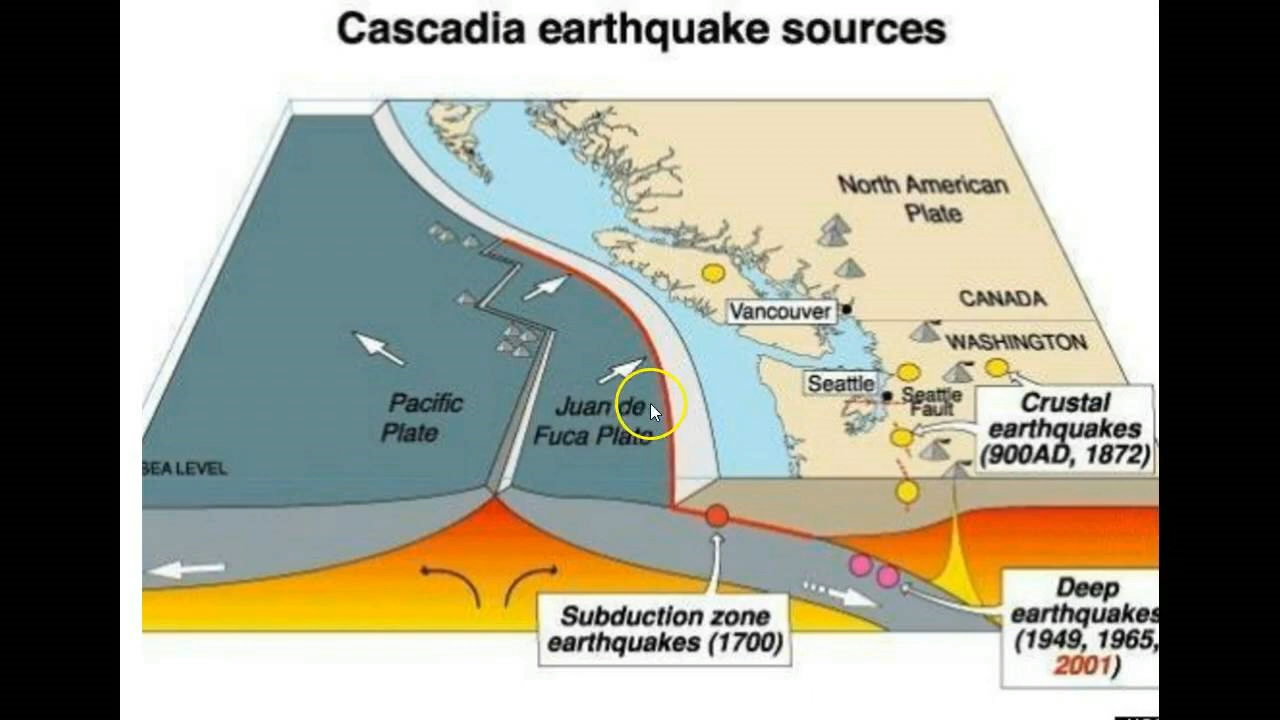 Cascadia earthquake sources
North American
Plate
CANADA
Vancouver
WASHINGTON
Seattle
Seattle
Fault
Crustal
earthquakes
(900AD, 1872)
Pacific
Plate
Juan de
Fuca Plate
SEA LEVEL
Subduction zone
earthquakes (1700)
Deep
earthquakes
(1949, 1965,
2001)